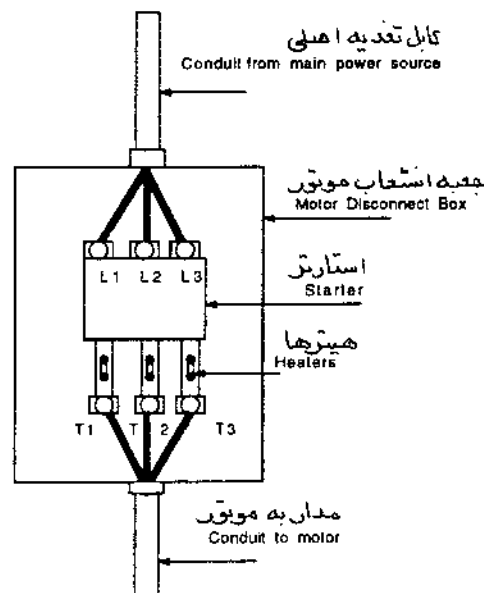 کابل تغذیه اصلی
Conduit from main power source
جعبه انشعاب موتور
Motor Disconnect Box
L1 L2 L3
استارتر
Starter
هیترها
Heaters
T1 T 2 T3
مدار به موتور
Conduit to motor